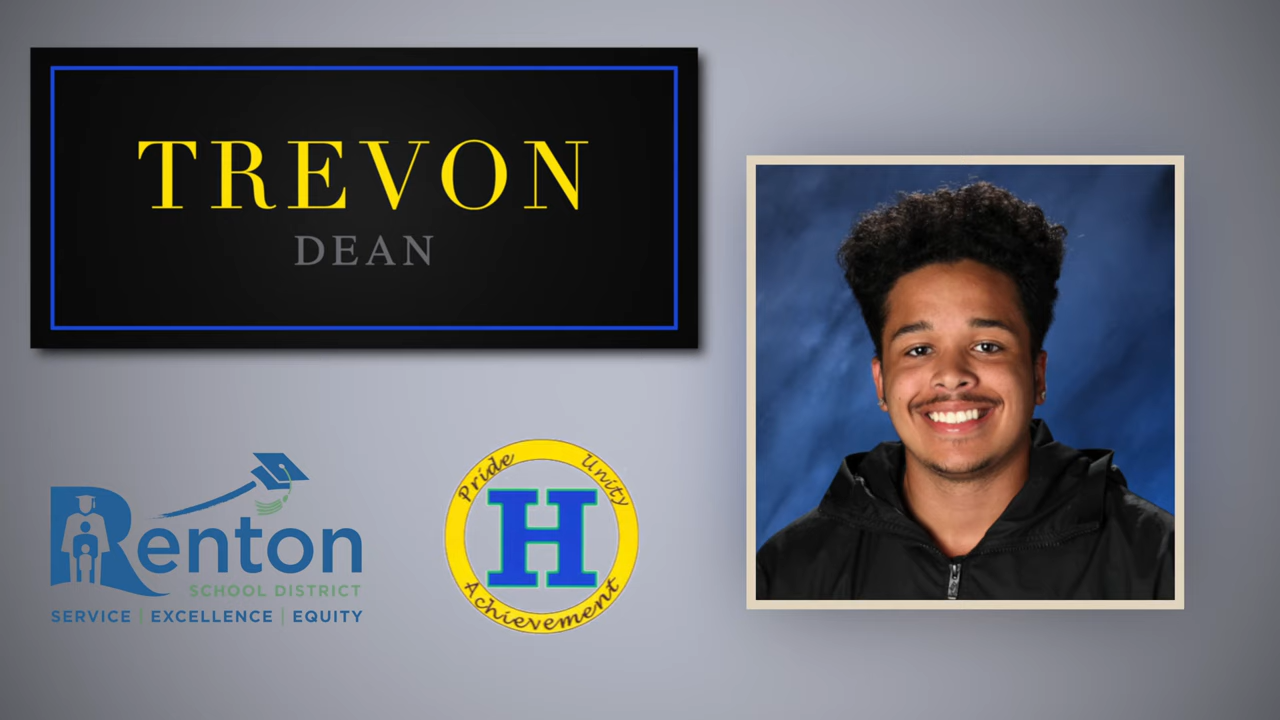 TREVON
DEAN
Renton
SCHOOL DISTRICT
SERVICE | EXCELLENCE | EQUITY
Pride Unity
H
Achievement